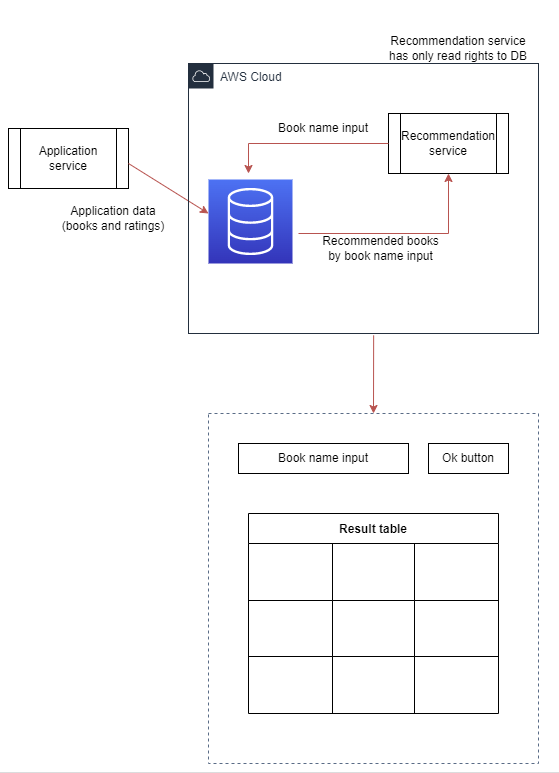 Recommendation service
has only read rights to DB
AWS Cloud
Book name input
Recommendation
service
Application
service
Application data
(books and ratings)
Recommended books
by book name input
Book name input
Ok button
Result table